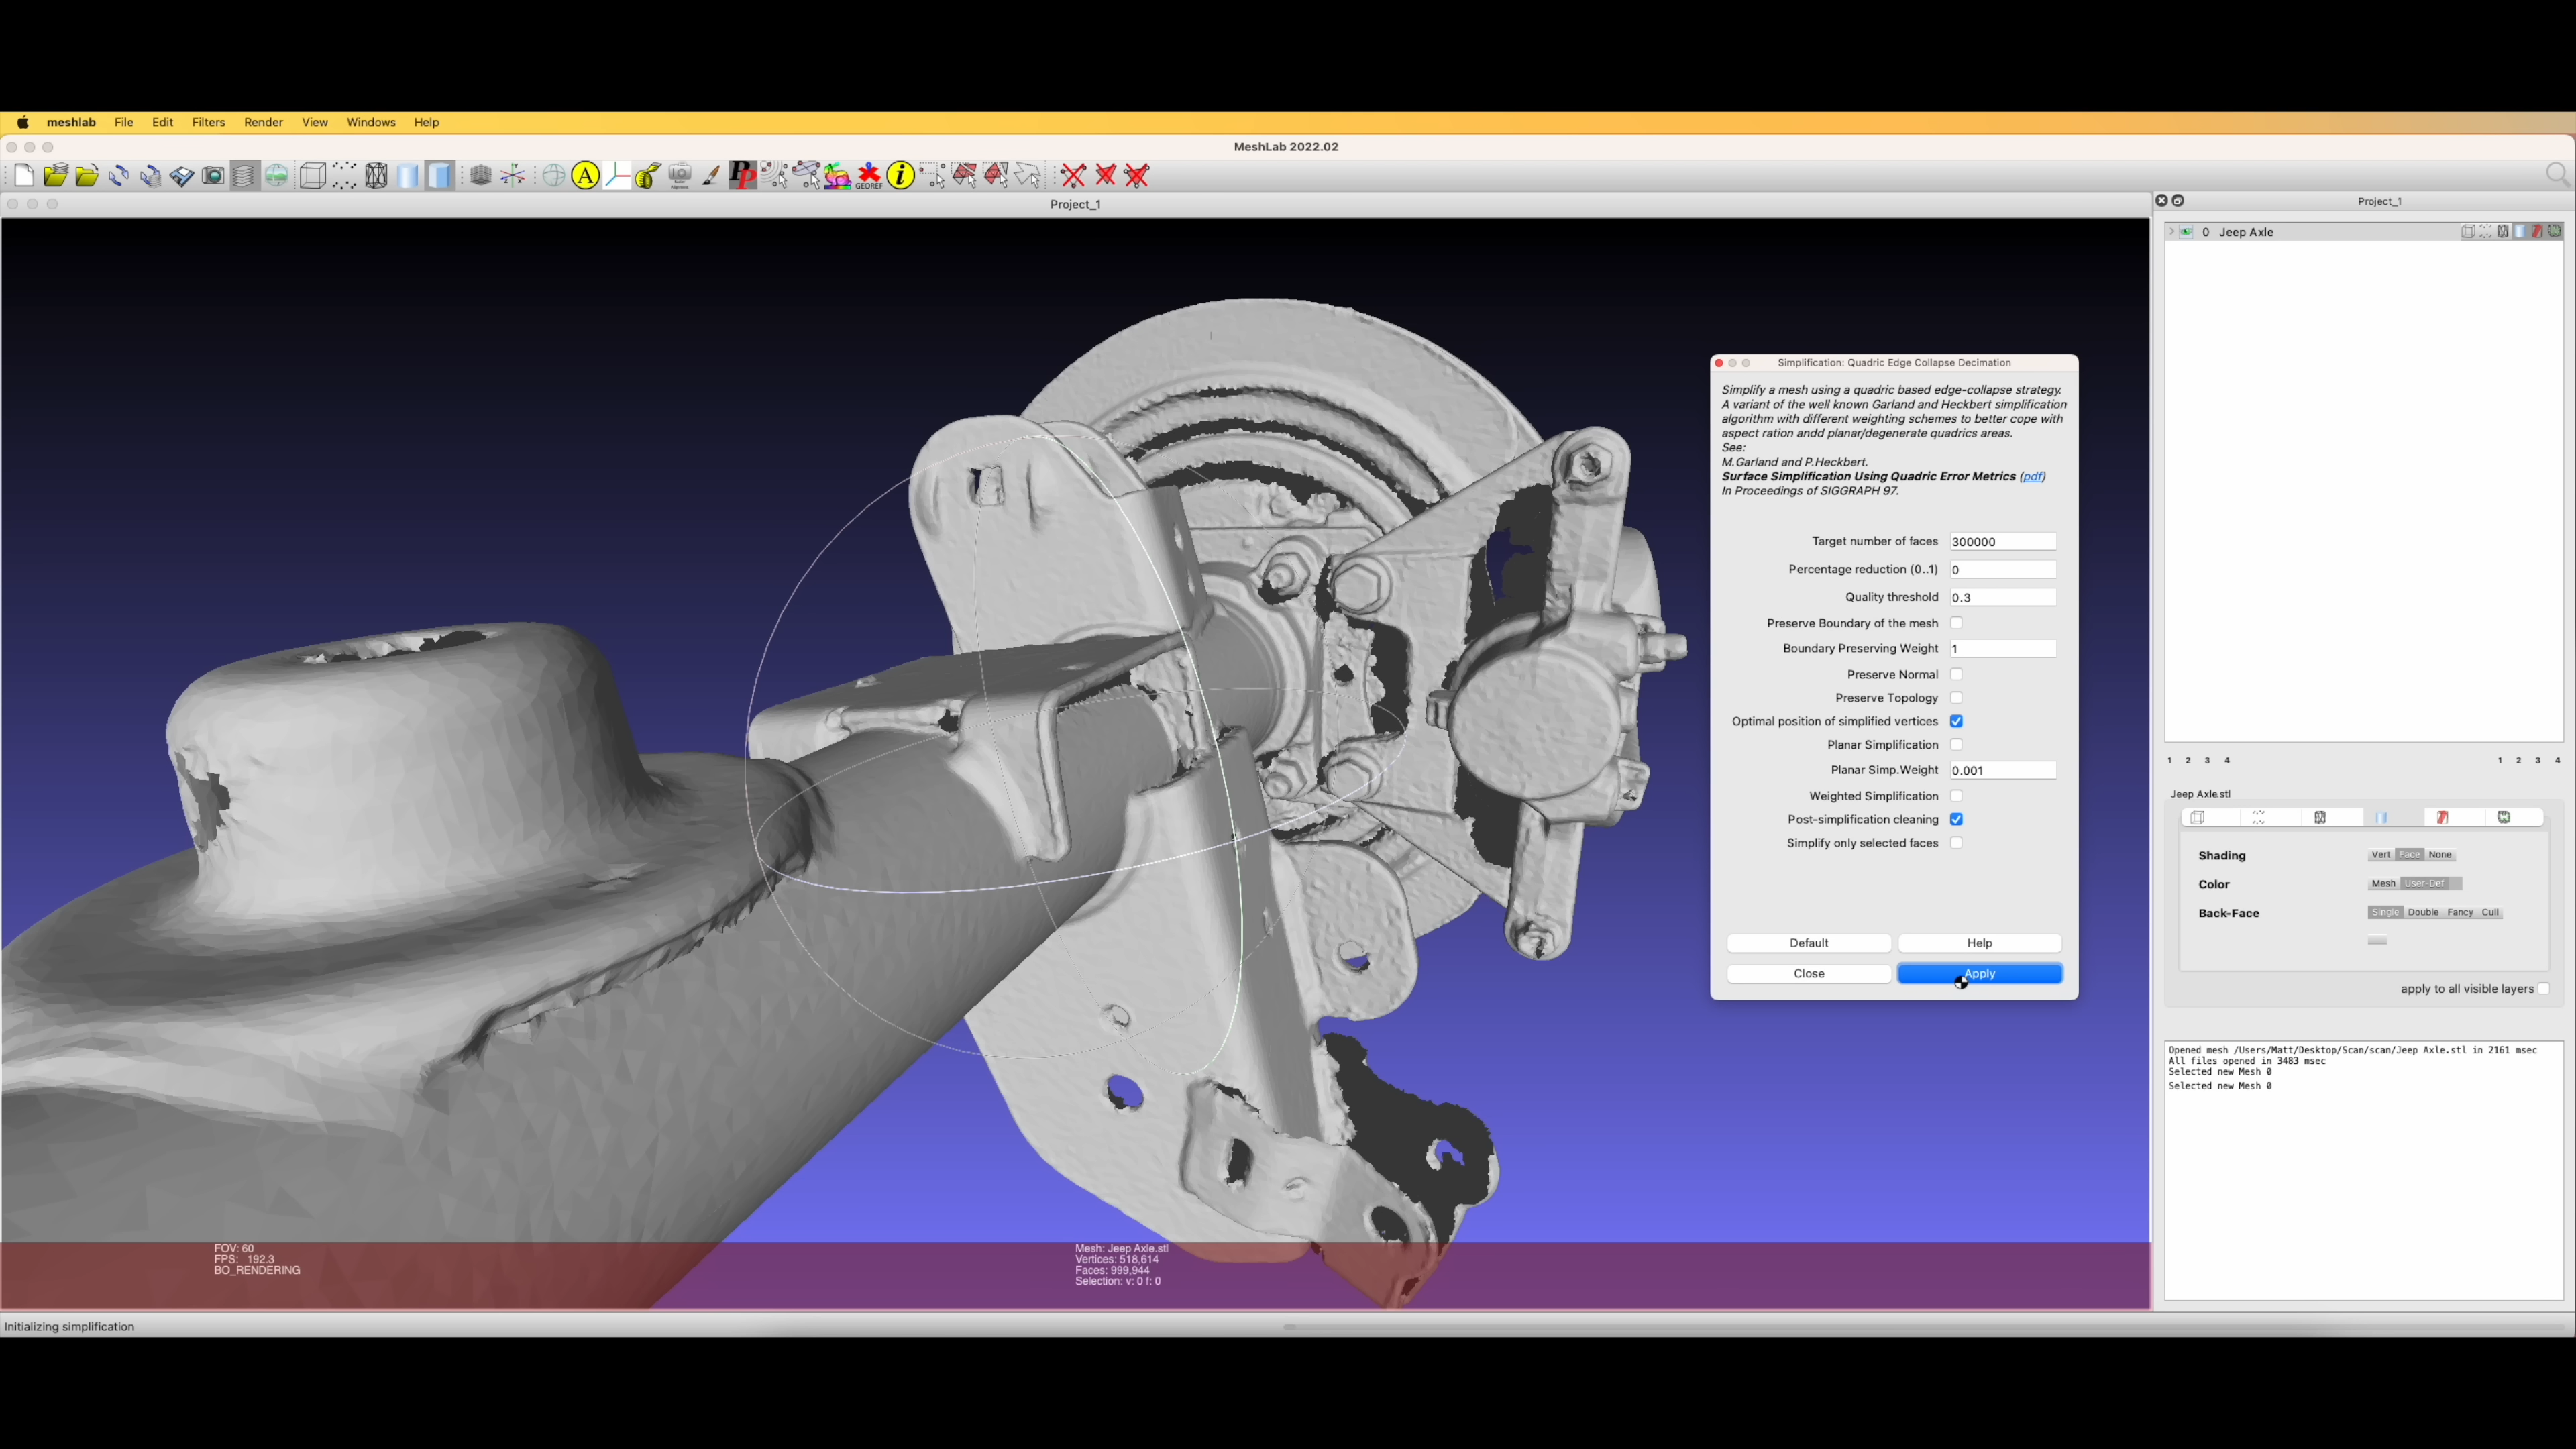 meshlab File Edit Filters Render View Windows Help
MeshLab 2022.02
A
PP
GEOREF
i
Project_1
Project_1
0 Jeep Axle
Simplification: Quadric Edge Collapse Decimation
Simplify a mesh using a quadric based edge-collapse strategy.
A variant of the well known Garland and Heckbert simplification
algorithm with different weighting schemes to better cope with
aspect ration andd planar/degenerate quadrics areas.
See:
M.Garland and P.Heckbert.
Surface Simplification Using Quadric Error Metrics (pdf)
In Proceedings of SIGGRAPH 97.
Target number of faces 300000
Percentage reduction (0..1) 0
Quality threshold 0.3
Preserve Boundary of the mesh
Boundary Preserving Weight 1
Preserve Normal
Preserve Topology
Optimal position of simplified vertices
Planar Simplification
Planar Simp.Weight 0.001
Weighted Simplification
Post-simplification cleaning
Simplify only selected faces
Default Help
Close Apply
1 2 3 4 1 2 3 4
Jeep Axle.stl
Shading Vert Face None
Color Mesh User-Def
Back-Face Single Double Fancy Cull
apply to all visible layers
Opened mesh /Users/Matt/Desktop/Scan/scan/Jeep Axle.stl in 2161 msec
All files opened in 3483 msec
Selected new Mesh 0
Selected new Mesh 0
FOV: 60
FPS: 192.3
BO_RENDERING
Mesh: Jeep Axle.stl
Vertices: 518,614
Faces: 999,944
Selection: v: 0 f: 0
Initializing simplification